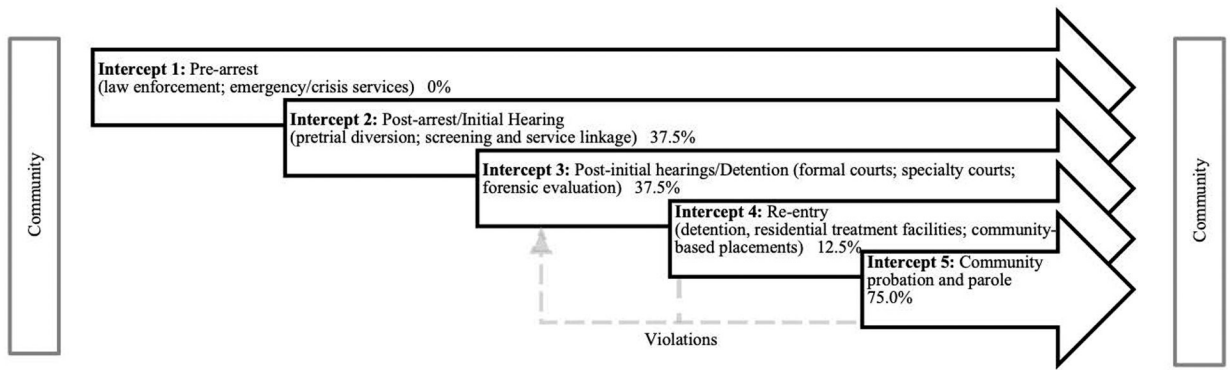 Community
Intercept 1: Pre-arrest
(law enforcement; emergency/crisis services) 0%
Intercept 2: Post-arrest/Initial Hearing
(pretrial diversion; screening and service linkage) 37.5%
Intercept 3: Post-initial hearings/Detention (formal courts; specialty courts;
forensic evaluation) 37.5%
Intercept 4: Re-entry
(detention, residential treatment facilities; community-
based placements) 12.5%
Intercept 5: Community
probation and parole
75.0%
Violations
Community